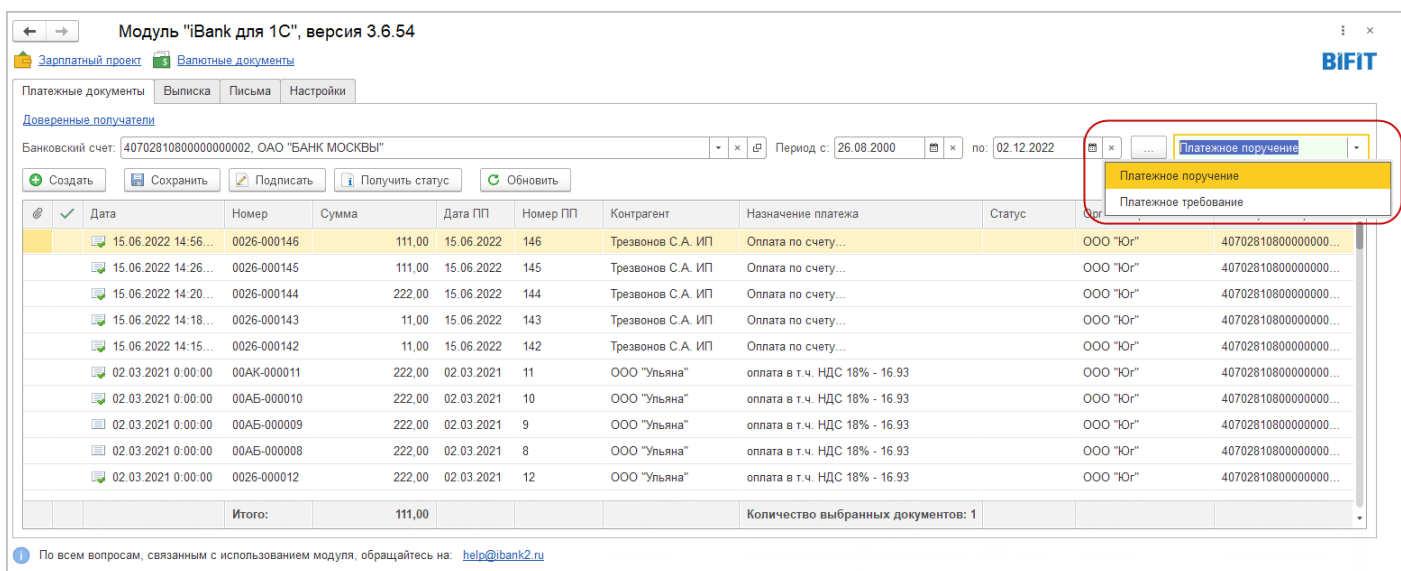 Модуль "iBank для 1С", версия 3.6.54
Зарплатный проект Валютные документы
BIFIT
Платежные документы Выписка Письма Настройки
Доверенные получатели
Банковский счет: 40702810800000000002, ОАО "БАНК МОСКВЫ" Период с: 26.08.2000 по: 02.12.2022 ... Платежное поручение
Создать Сохранить Подписать Получить статус Обновить
Платежное поручение
Платежное требование
Дата Номер Сумма Дата ПП Номер ПП Контрагент Назначение платежа Статус
15.06.2022 14:56... 0026-000146 111,00 15.06.2022 146 Трезвонов С.А. ИП Оплата по счету... ООО "Юг" 40702810800000000...
15.06.2022 14:26... 0026-000145 111,00 15.06.2022 145 Трезвонов С.А. ИП Оплата по счету... ООО "Юг" 40702810800000000...
15.06.2022 14:20... 0026-000144 222,00 15.06.2022 144 Трезвонов С.А. ИП Оплата по счету... ООО "Юг" 40702810800000000...
15.06.2022 14:18... 0026-000143 11,00 15.06.2022 143 Трезвонов С.А. ИП Оплата по счету... ООО "Юг" 40702810800000000...
15.06.2022 14:15... 0026-000142 11,00 15.06.2022 142 Трезвонов С.А. ИП Оплата по счету... ООО "Юг" 40702810800000000...
02.03.2021 0:00:00 00АК-000011 222,00 02.03.2021 11 ООО "Ульяна" оплата в т.ч. НДС 18% - 16.93 ООО "Юг" 40702810800000000...
02.03.2021 0:00:00 00АБ-000010 222,00 02.03.2021 10 ООО "Ульяна" оплата в т.ч. НДС 18% - 16.93 ООО "Юг" 40702810800000000...
02.03.2021 0:00:00 00АБ-000009 222,00 02.03.2021 9 ООО "Ульяна" оплата в т.ч. НДС 18% - 16.93 ООО "Юг" 40702810800000000...
02.03.2021 0:00:00 00АБ-000008 222,00 02.03.2021 8 ООО "Ульяна" оплата в т.ч. НДС 18% - 16.93 ООО "Юг" 40702810800000000...
02.03.2021 0:00:00 0026-000012 222,00 02.03.2021 12 ООО "Ульяна" оплата в т.ч. НДС 18% - 16.93 ООО "Юг" 40702810800000000...
Итого: 111,00 Количество выбранных документов: 1
По всем вопросам, связанным с использованием модуля, обращайтесь на: help@ibank2.ru